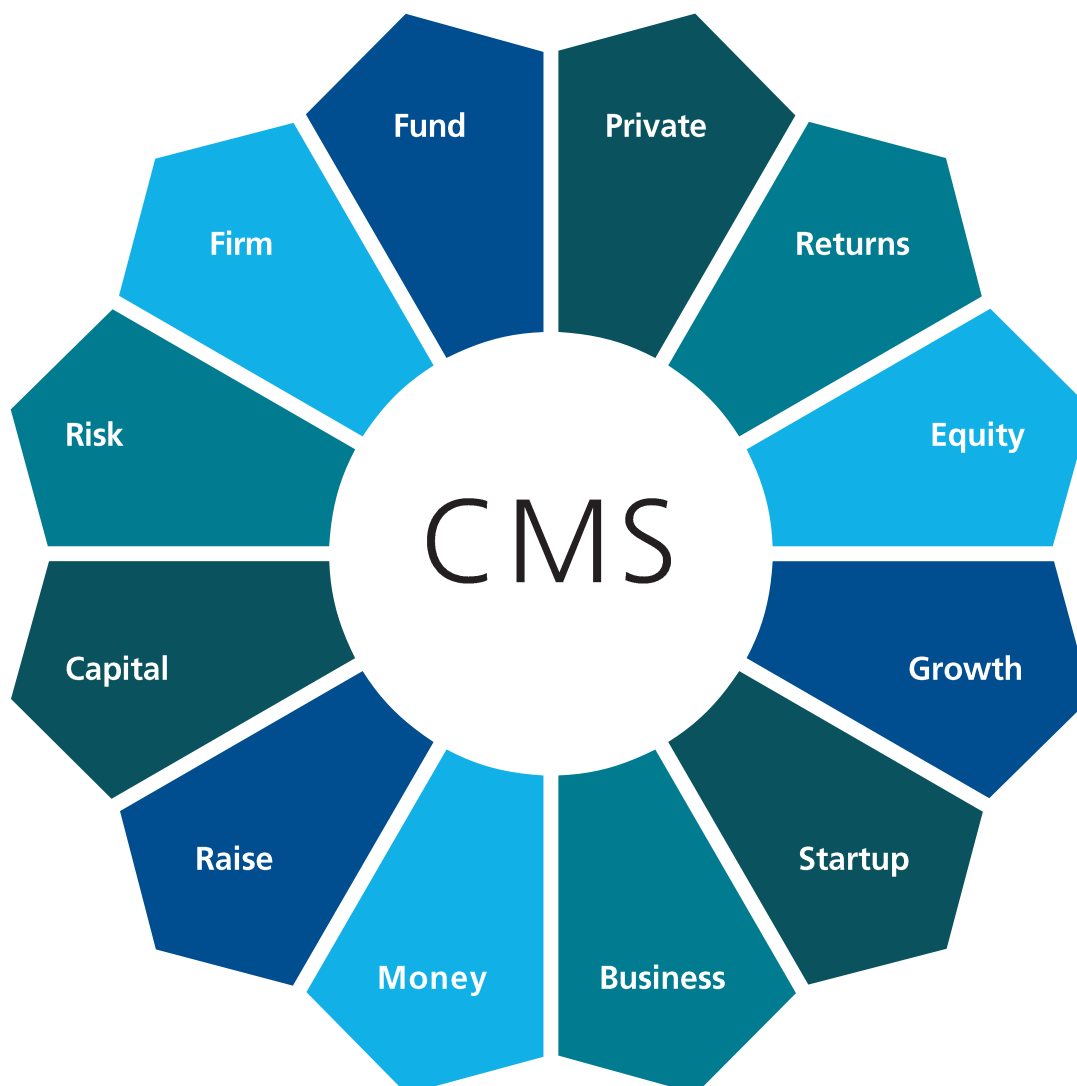 Fund
Private
Firm
Returns
Risk
Equity
CMS
Capital
Growth
Raise
Startup
Money
Business